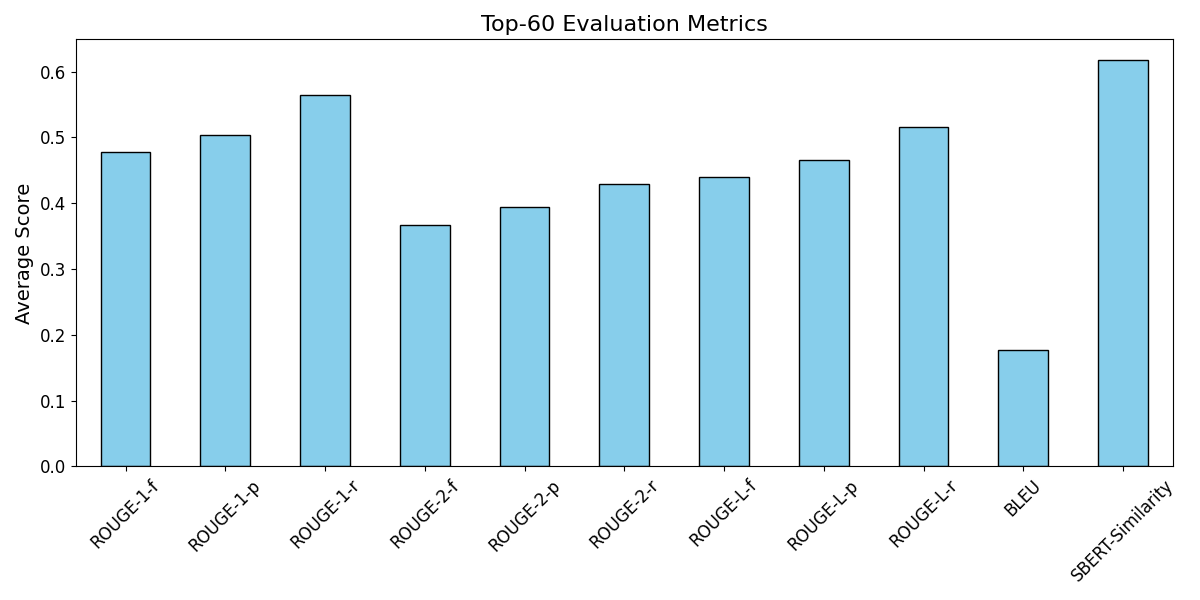 Top-60 Evaluation Metrics
Average Score
0.6
0.5
0.4
0.3
0.2
0.1
0.0
ROUGE-1-f
ROUGE-1-p
ROUGE-1-r
ROUGE-2-f
ROUGE-2-p
ROUGE-2-r
ROUGE-L-f
ROUGE-L-p
ROUGE-L-r
BLEU
SBERT-Similarity